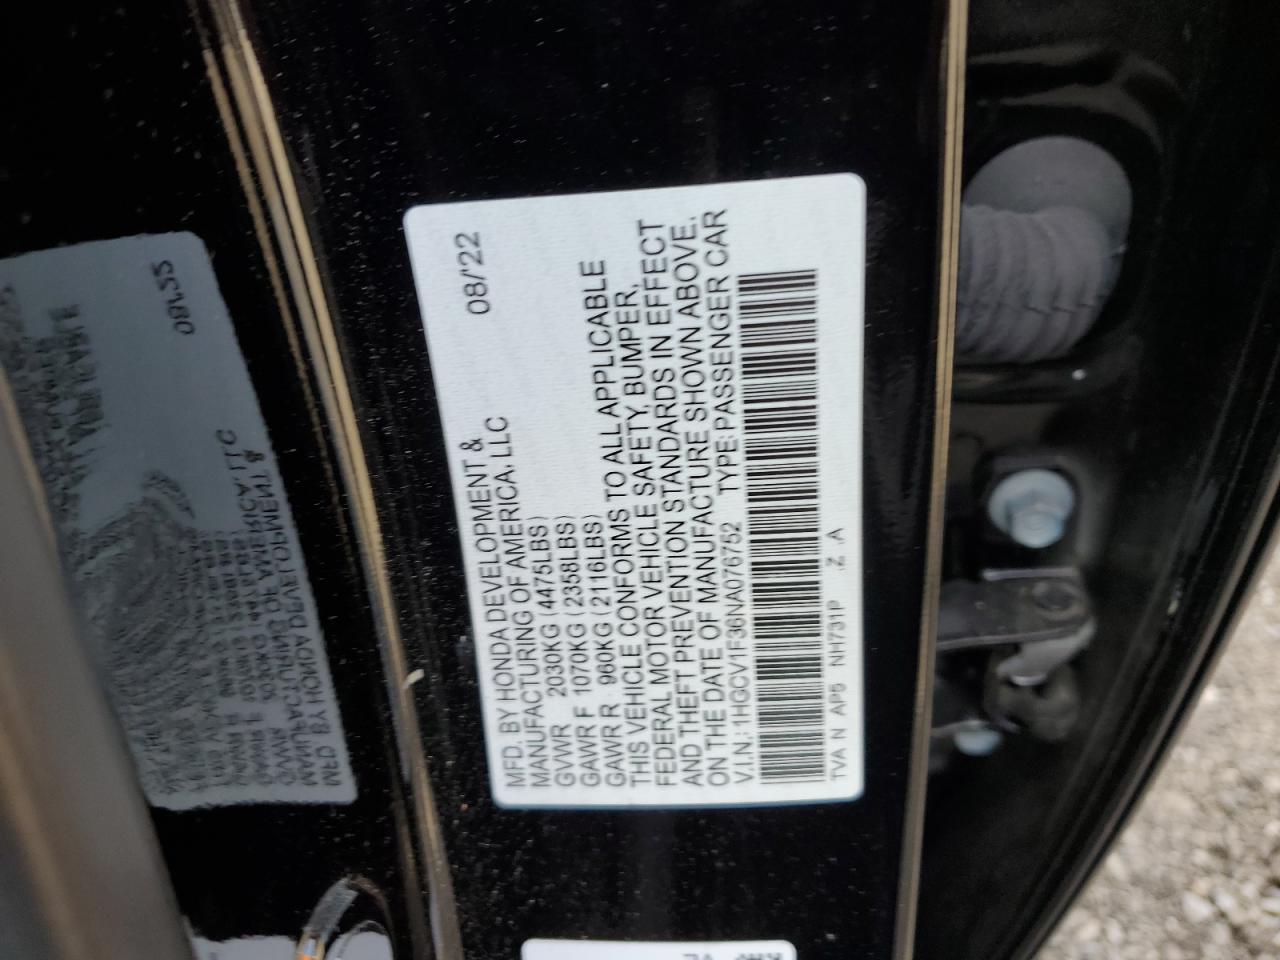 MFD. BY HONDA DEVELOPMENT & 08/'22
MANUFACTURING OF AMERICA, LLC
GVWR 2030KG (4475LBS)
GAWR F 1070KG (2358LBS)
GAWR R 960KG (2116LBS)
THIS VEHICLE CONFORMS TO ALL APPLICABLE
FEDERAL MOTOR VEHICLE SAFETY, BUMPER,
AND THEFT PREVENTION STANDARDS IN EFFECT
ON THE DATE OF MANUFACTURE SHOWN ABOVE.
V.I.N.: 1HGCV1F36NA076752 TYPE: PASSENGER CAR
TVA N AP5 NH731P Z A